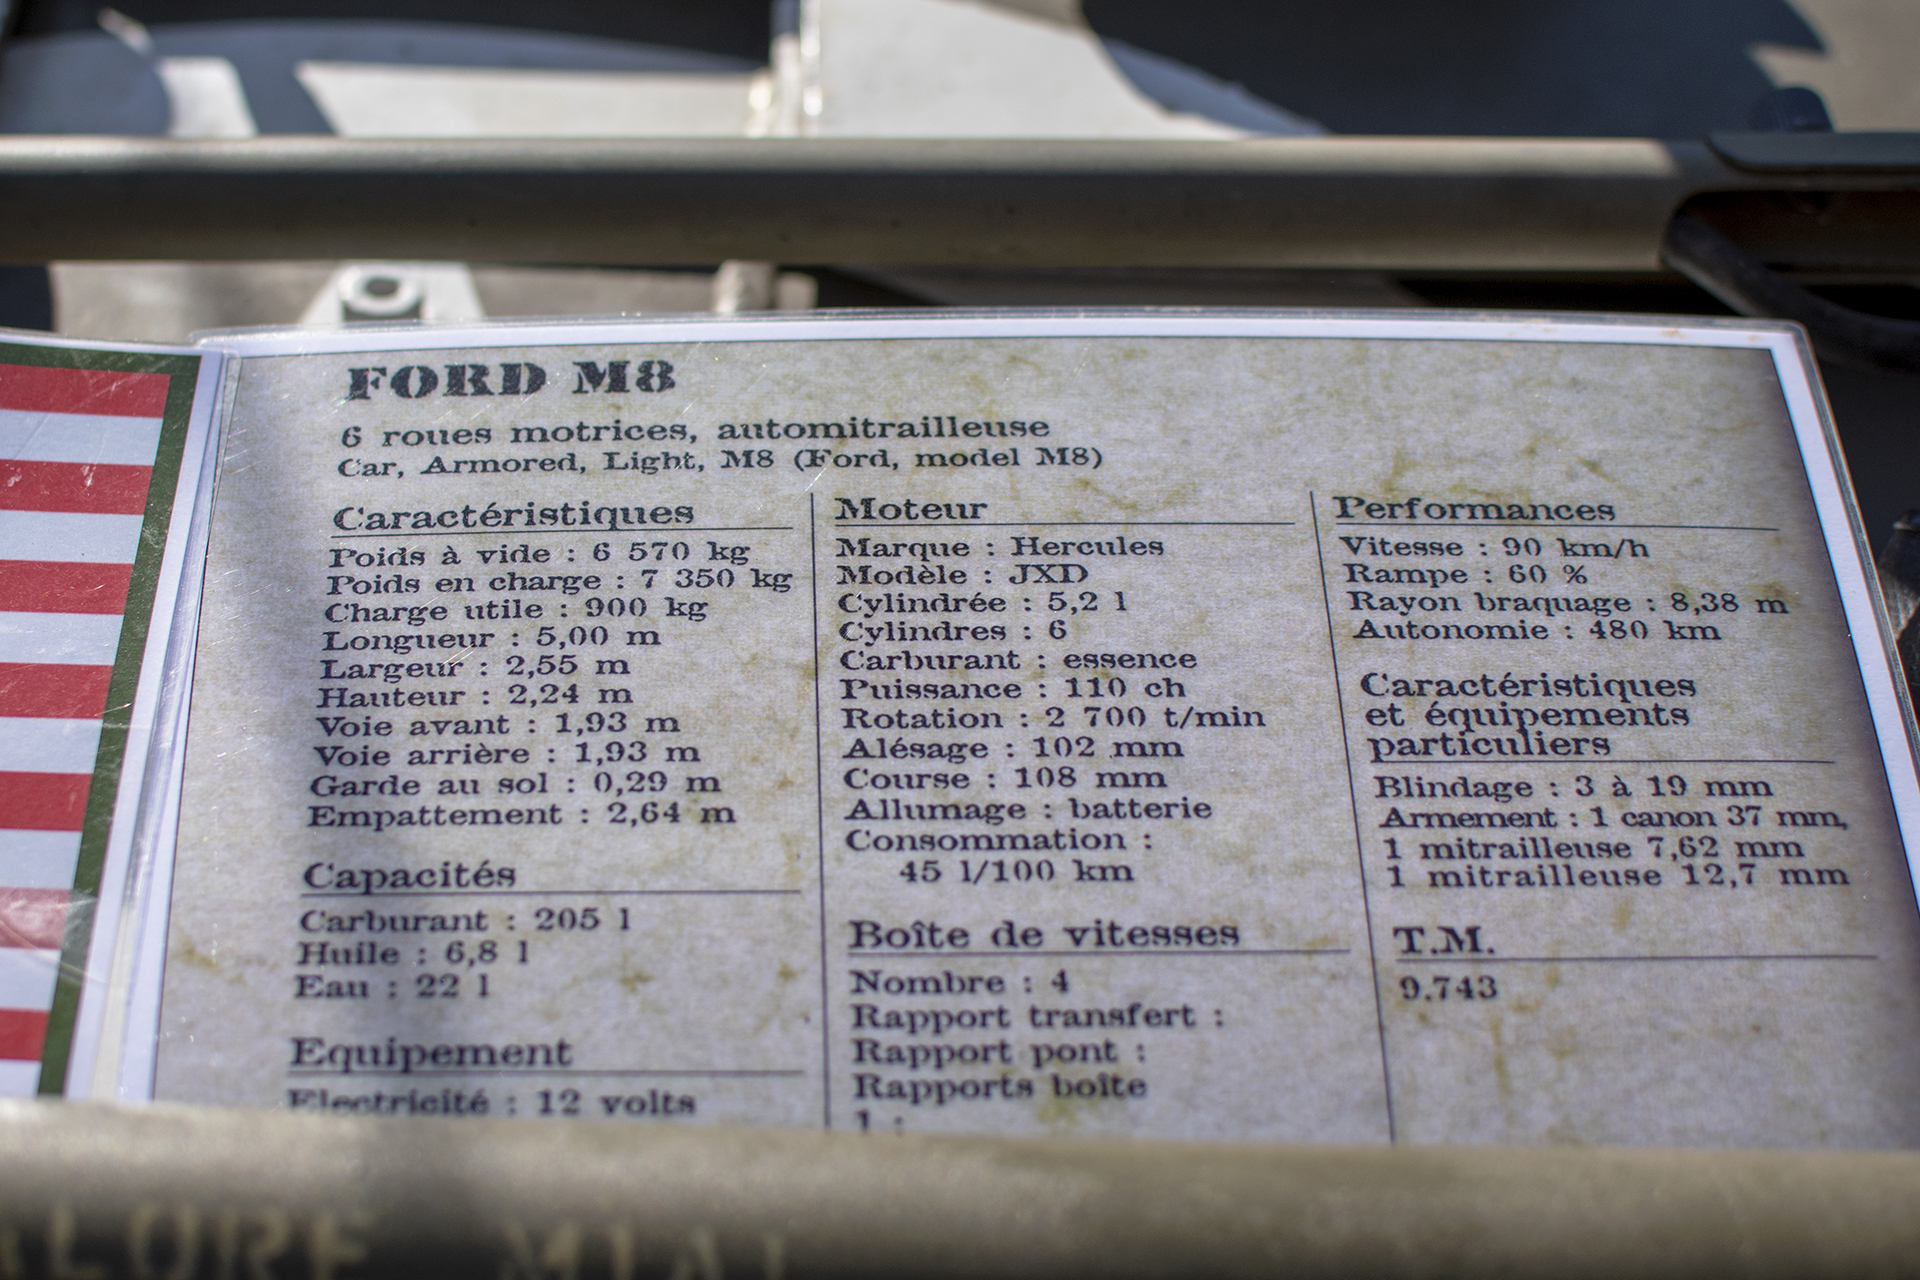 FORD M8
6 roues motrices, automitrailleuse
Car, Armored, Light, M8 (Ford, model M8)
Caractéristiques
Poids à vide : 6 570 kg
Poids en charge : 7 350 kg
Charge utile : 900 kg
Longueur : 5,00 m
Largeur : 2,55 m
Hauteur : 2,24 m
Voie avant : 1,93 m
Voie arrière : 1,93 m
Garde au sol : 0,29 m
Empattement : 2,64 m
Capacités
Carburant : 205 l
Huile : 6,8 l
Eau : 22 l
Equipement
Electricité : 12 volts
Moteur
Marque : Hercules
Modèle : JXD
Cylindrée : 5,2 l
Cylindres : 6
Carburant : essence
Puissance : 110 ch
Rotation : 2 700 t/min
Alésage : 102 mm
Course : 108 mm
Allumage : batterie
Consommation :
45 l/100 km
Boîte de vitesses
Nombre : 4
Rapport transfert :
Rapport pont :
Rapports boîte
1 :
Performances
Vitesse : 90 km/h
Rampe : 60 %
Rayon braquage : 8,38 m
Autonomie : 480 km
Caractéristiques
et équipements
particuliers
Blindage : 3 à 19 mm
Armement : 1 canon 37 mm,
1 mitrailleuse 7,62 mm
1 mitrailleuse 12,7 mm
T.M.
9.743